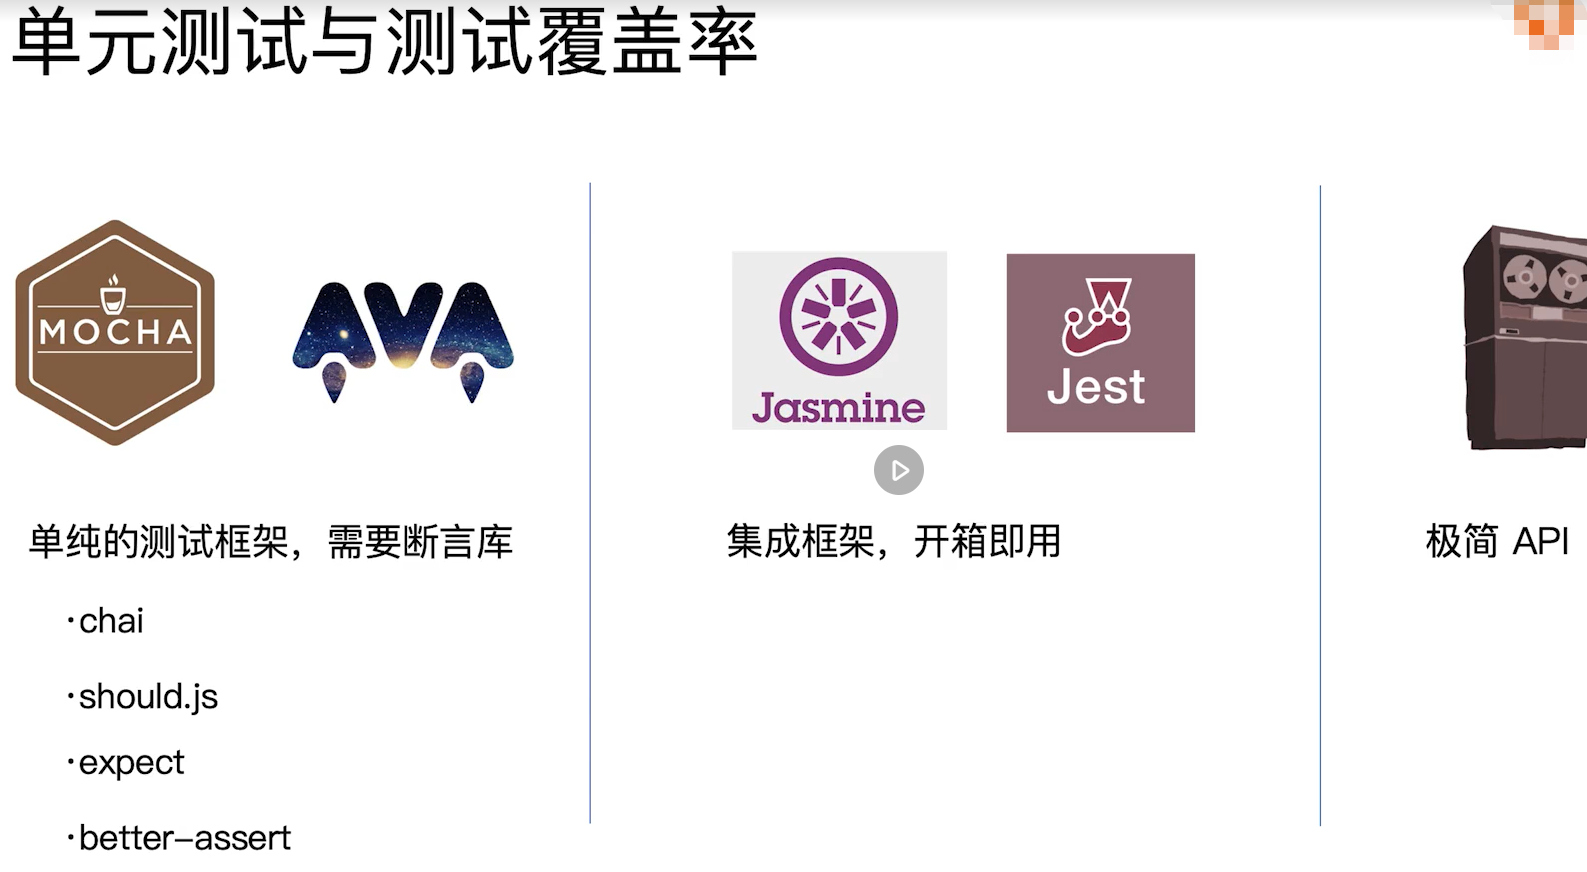 单元测试与测试覆盖率
MOCHA
AVA
Jasmine
Jest
单纯的测试框架，需要断言库
·chai
·should.js
·expect
·better-assert
集成框架，开箱即用
极简 API